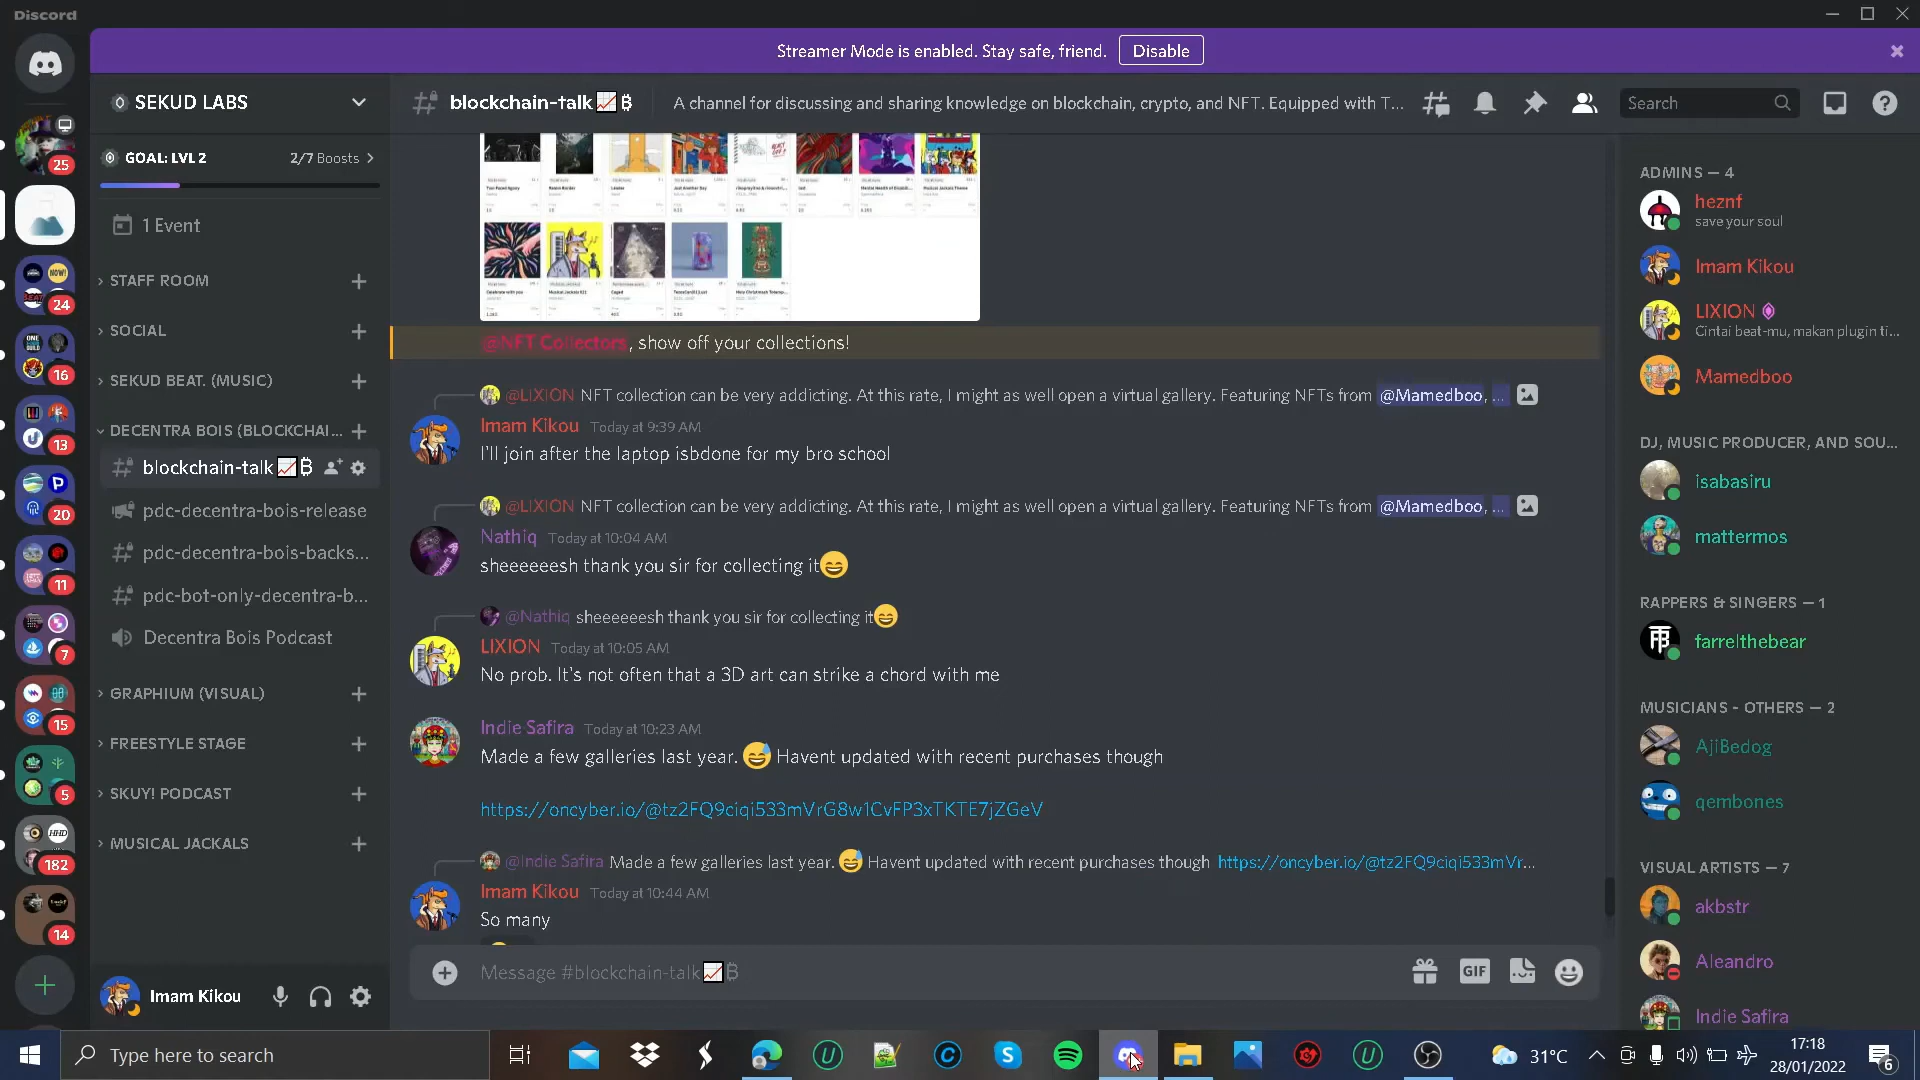 Discord
Streamer Mode is enabled. Stay safe, friend.
Disable
SEKUD LABS
GOAL: LVL 2
2/7 Boosts
1 Event
STAFF ROOM
SOCIAL
SEKUD BEAT. (MUSIC)
DECENTRA BOIS (BLOCKCHAI...
blockchain-talk📈₿
pdc-decentra-bois-release
pdc-decentra-bois-backs...
pdc-bot-only-decentra-b...
Decentra Bois Podcast
GRAPHIUM (VISUAL)
FREESTYLE STAGE
SKUY! PODCAST
MUSICAL JACKALS
Imam Kikou
25
24
16
13
20
11
7
15
5
182
14
blockchain-talk📈₿
A channel for discussing and sharing knowledge on blockchain, crypto, and NFT. Equipped with T...
Search
@NFT Collectors, show off your collections!
@LIXION NFT collection can be very addicting. At this rate, I might as well open a virtual gallery. Featuring NFTs from @Mamedboo, ...
Imam Kikou Today at 9:39 AM
I'll join after the laptop isbdone for my bro school
@LIXION NFT collection can be very addicting. At this rate, I might as well open a virtual gallery. Featuring NFTs from @Mamedboo, ...
Nathiq Today at 10:04 AM
sheeeeeesh thank you sir for collecting it😄
@Nathiq sheeeeeesh thank you sir for collecting it😄
LIXION Today at 10:05 AM
No prob. It's not often that a 3D art can strike a chord with me
Indie Safira Today at 10:23 AM
Made a few galleries last year. 😅 Havent updated with recent purchases though
https://oncyber.io/@tz2FQ9ciqi533mVrG8w1CvFP3xTKTE7jZGeV
@Indie Safira Made a few galleries last year. 😅 Havent updated with recent purchases though https://oncyber.io/@tz2FQ9ciqi533mVr...
Imam Kikou Today at 10:44 AM
So many
Message #blockchain-talk📈₿
GIF
ADMINS — 4
heznf
save your soul
Imam Kikou
LIXION
Cintai beat-mu, makan plugin ti...
Mamedboo
DJ, MUSIC PRODUCER, AND SOU...
isabasiru
mattermos
RAPPERS & SINGERS — 1
farrelthebear
MUSICIANS - OTHERS — 2
AjiBedog
qembones
VISUAL ARTISTS — 7
akbstr
Aleandro
Indie Safira
Type here to search
31°C
17:18
28/01/2022
6